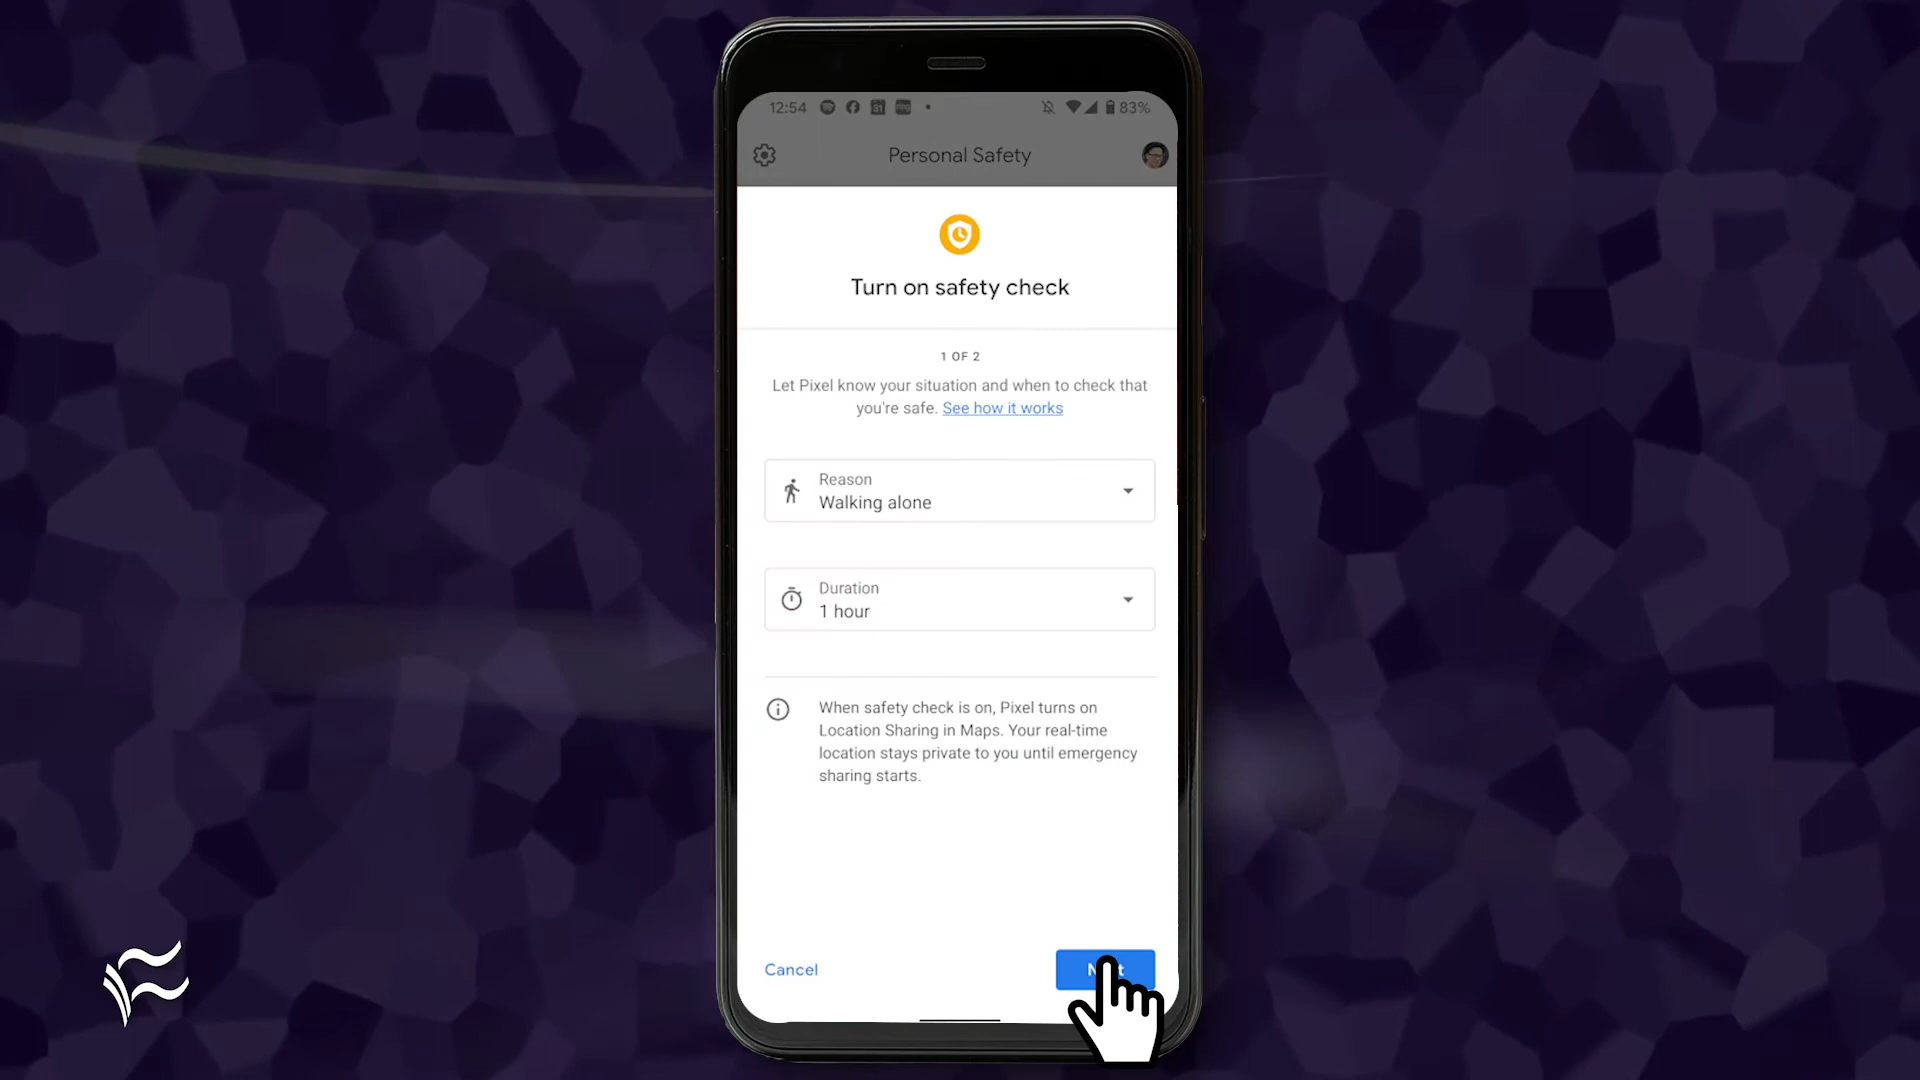 12:54
83%
Personal Safety
Turn on safety check
1 OF 2
Let Pixel know your situation and when to check that
you're safe. See how it works
Reason
Walking alone
Duration
1 hour
When safety check is on, Pixel turns on
Location Sharing in Maps. Your real-time
location stays private to you until emergency
sharing starts.
Cancel